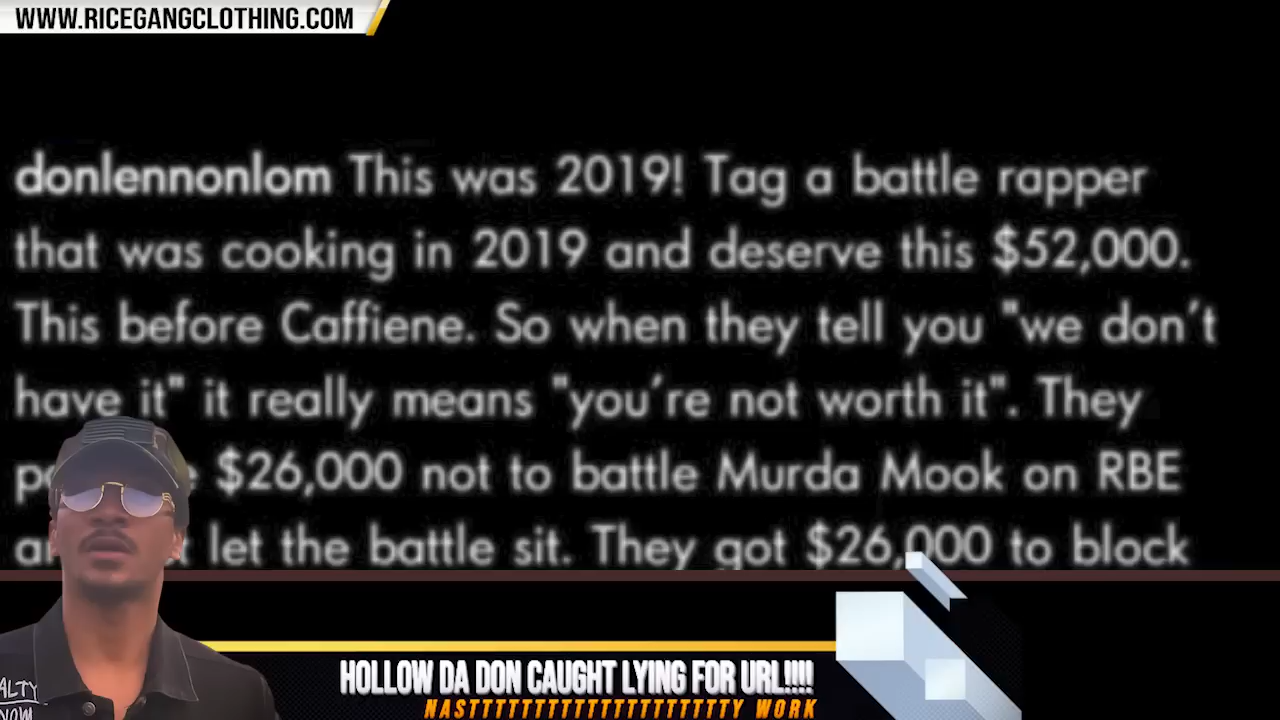 WWW.RICEGANGCLOTHING.COM
donlennonlom This was 2019! Tag a battle rapper
that was cooking in 2019 and deserve this $52,000.
This before Caffiene. So when they tell you "we don't
have it" it really means "you're not worth it". They
$26,000 not to battle Murda Mook on RBE
let the battle sit. They got $26,000 to block
HOLLOW DA DON CAUGHT LYING FOR URL!!!!
NASTTTTTTTTTTTTTTTTTTTTY WORK